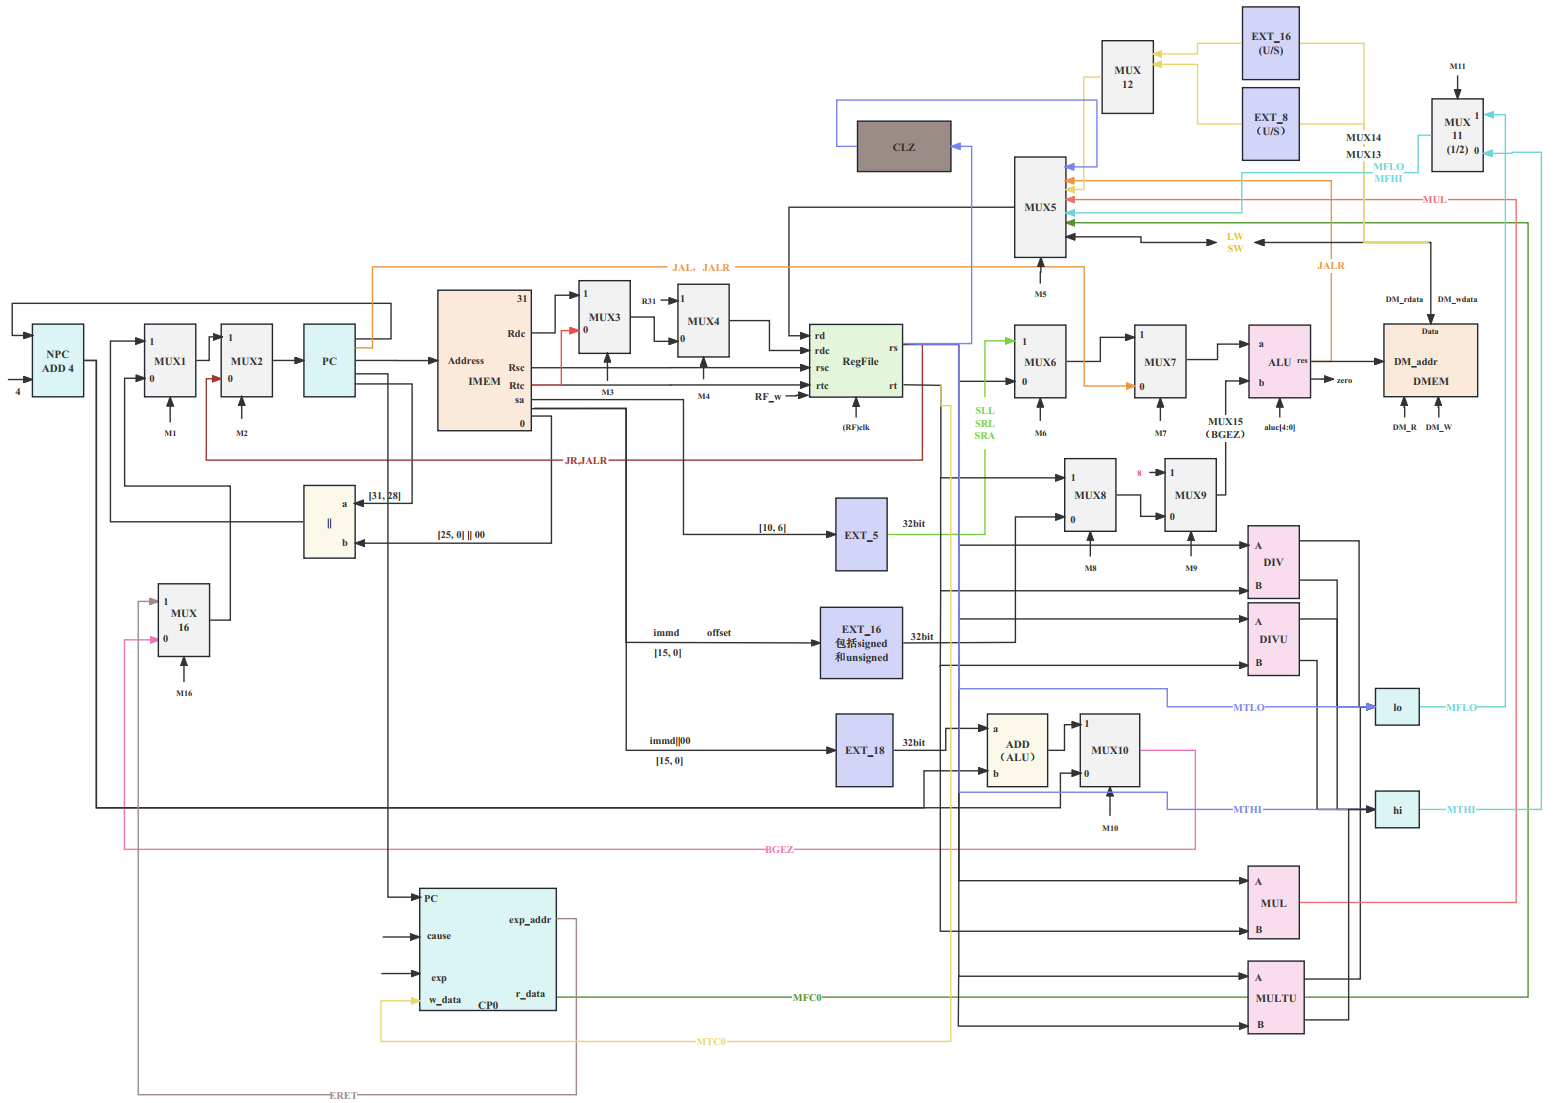 EXT_16
(U/S)
MUX
12
M11
EXT_8
（U/S）
MUX
11
(1/2)
1
0
CLZ
MUX14
MUX13
MFLO
MFHI
MUX5
MUL
LW
SW
JAL，JALR
JALR
M5
31
Rdc
Address
IMEM
Rsc
Rtc
sa
0
1
MUX3
0
M3
R31
1
MUX4
0
M4
DM_rdata
DM_wdata
NPC
ADD 4
4
1
MUX1
0
M1
1
MUX2
0
M2
PC
rd
rdc
RegFile
rsc
rtc
rs
rt
RF_w
(RF)clk
1
MUX6
0
M6
1
MUX7
0
M7
a
ALU
res
b
zero
aluc[4:0]
Data
DM_addr
DMEM
DM_R
DM_W
SLL
SRL
SRA
MUX15
（BGEZ）
JR,JALR
1
MUX8
0
M8
8
1
MUX9
0
M9
a
||
b
[31, 28]
[25, 0] || 00
[10, 6]
EXT_5
32bit
A
DIV
B
1
MUX
16
0
M16
immd
offset
[15, 0]
EXT_16
包括signed
和unsigned
32bit
A
DIVU
B
MTLO
lo
MFLO
immd||00
[15, 0]
EXT_18
32bit
a
ADD
（ALU）
b
1
MUX10
0
M10
MTHI
hi
MTHI
BGEZ
PC
exp_addr
cause
exp
w_data
r_data
CP0
A
MUL
B
MFC0
A
MULTU
B
MTC0
ERET